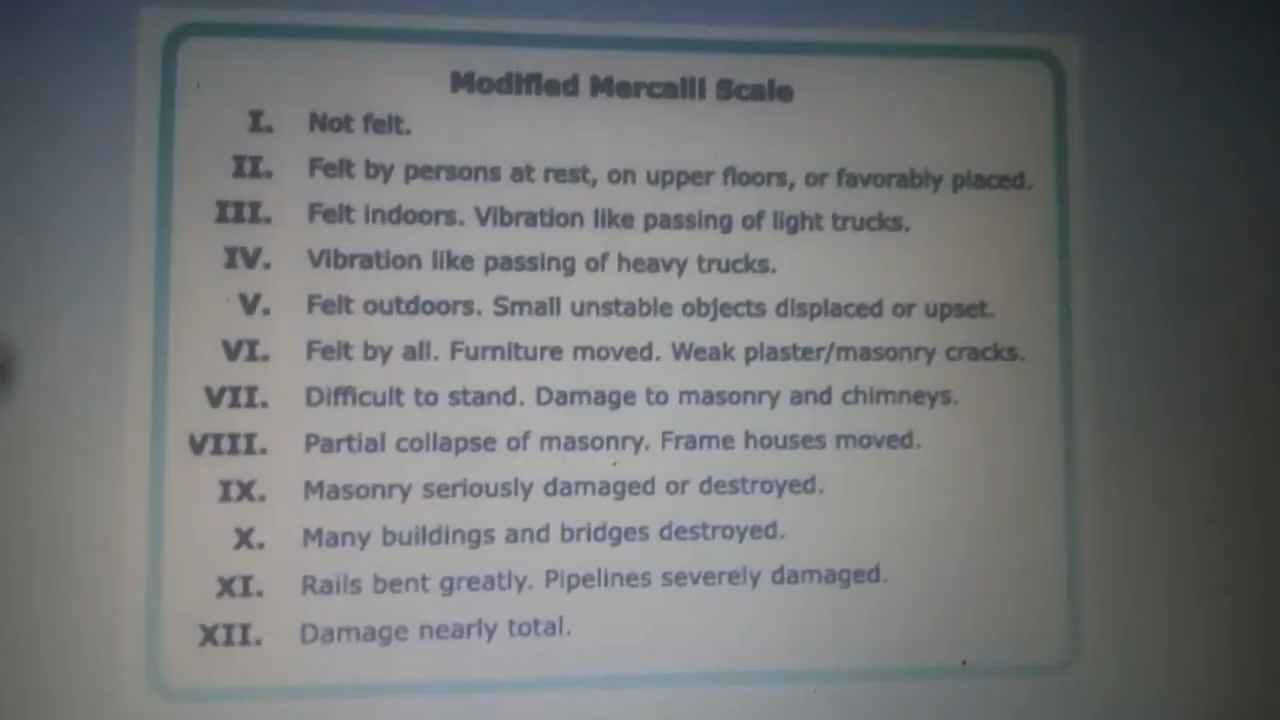 Modified Mercalli Scale
I. Not felt.
II. Felt by persons at rest, on upper floors, or favorably placed.
III. Felt indoors. Vibration like passing of light trucks.
IV. Vibration like passing of heavy trucks.
V. Felt outdoors. Small unstable objects displaced or upset.
VI. Felt by all. Furniture moved. Weak plaster/masonry cracks.
VII. Difficult to stand. Damage to masonry and chimneys.
VIII. Partial collapse of masonry. Frame houses moved.
IX. Masonry seriously damaged or destroyed.
X. Many buildings and bridges destroyed.
XI. Rails bent greatly. Pipelines severely damaged.
XII. Damage nearly total.